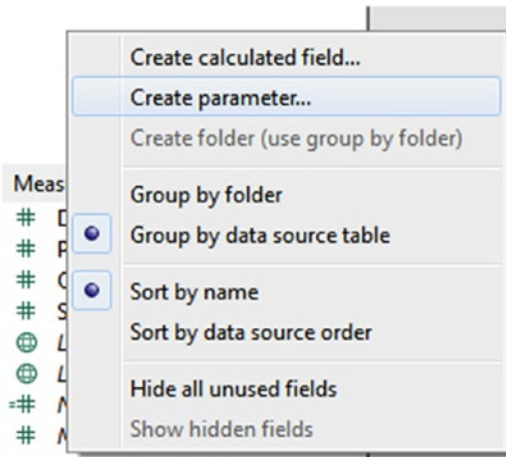 Create calculated field...
Create parameter...
Create folder (use group by folder)
Group by folder
Group by data source table
Sort by name
Sort by data source order
Hide all unused fields
Show hidden fields